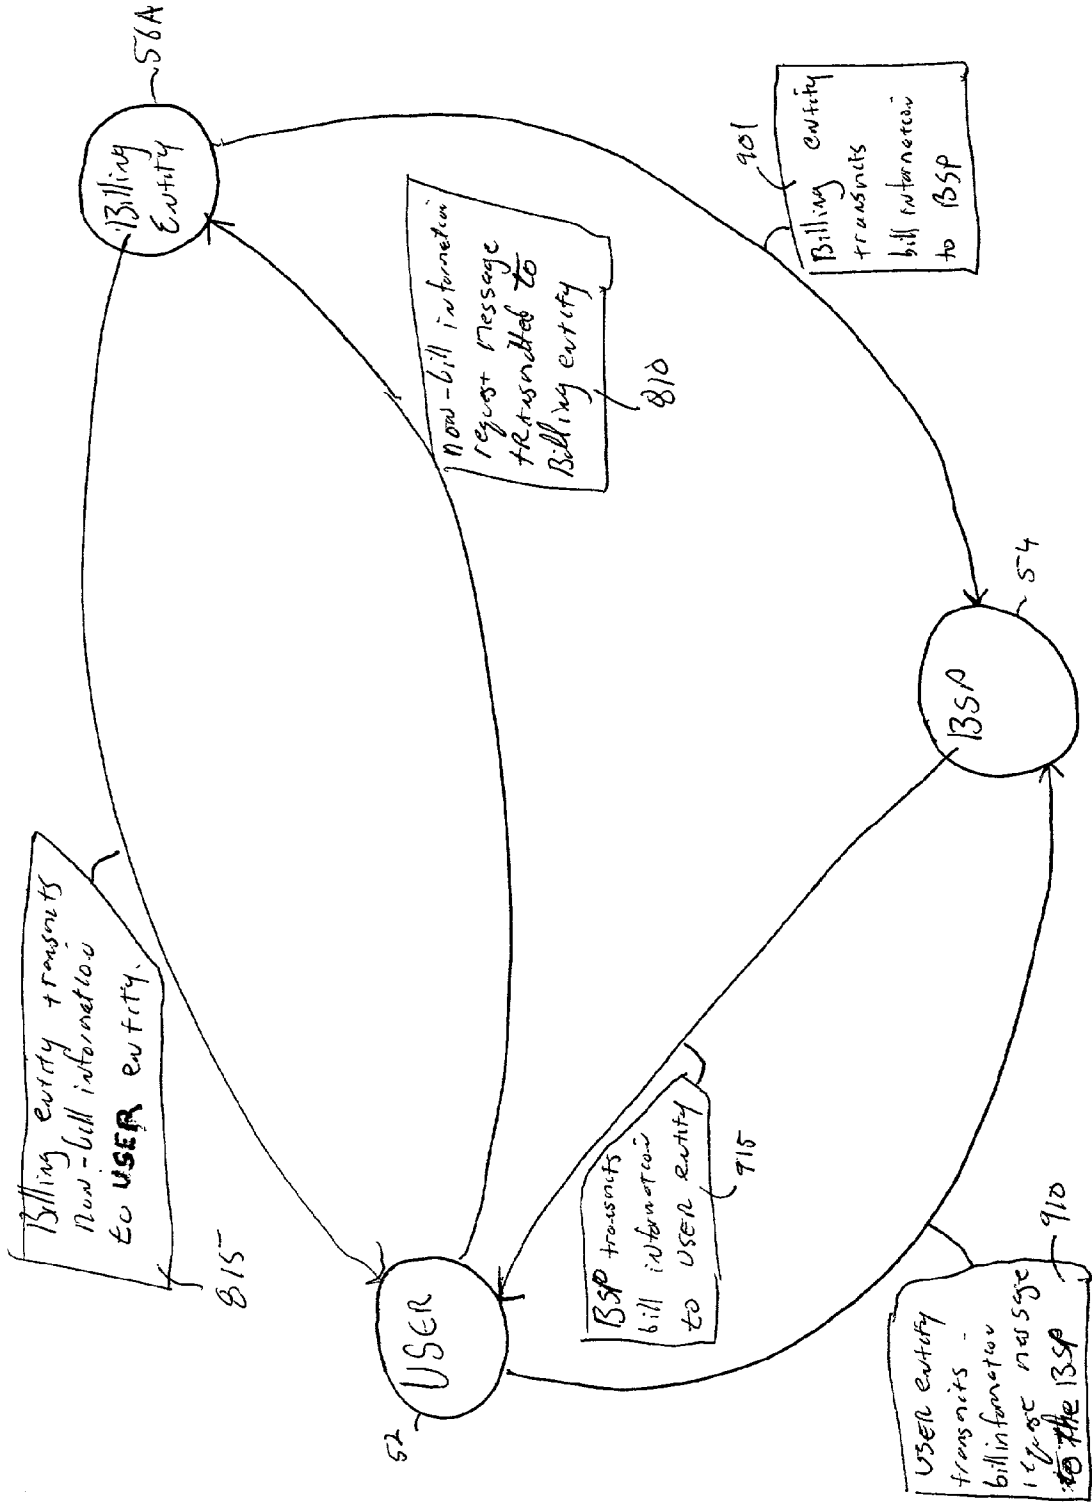 Billing entity transmits
non-bill information
to USER entity.
815
Billing
Entity
56A
non-bill information
request message
transmitted to
Billing entity
810
901
Billing entity
transmits
bill information
to BSP
USER
52
BSP transmits
bill information
to USER entity
915
BSP
54
USER entity
transmits
bill information
request message
to the BSP
910